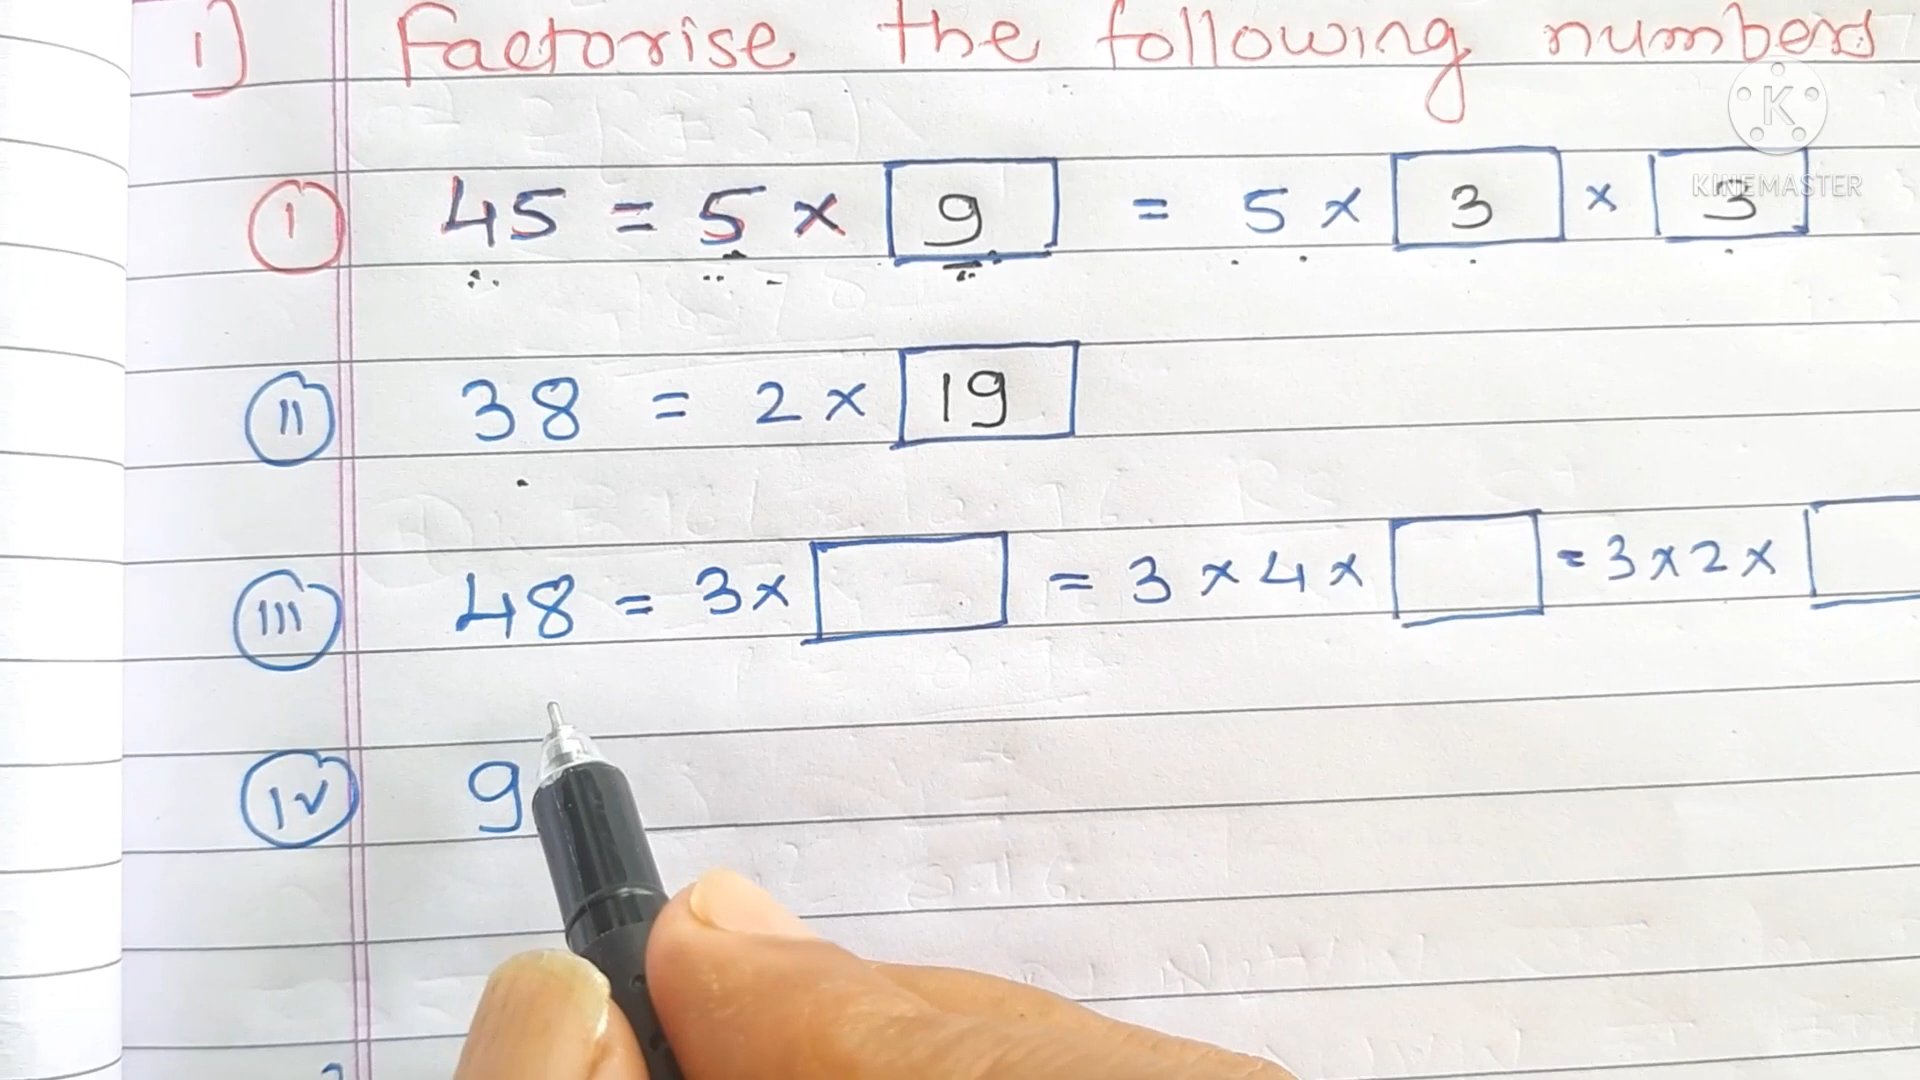 1) Factorise the following numbers
I 45 = 5 × 9 = 5 × 3 × 3
II 38 = 2 × 19
III 48 = 3 × = 3 × 4 × = 3 × 2 ×
IV 9
KINEMASTER